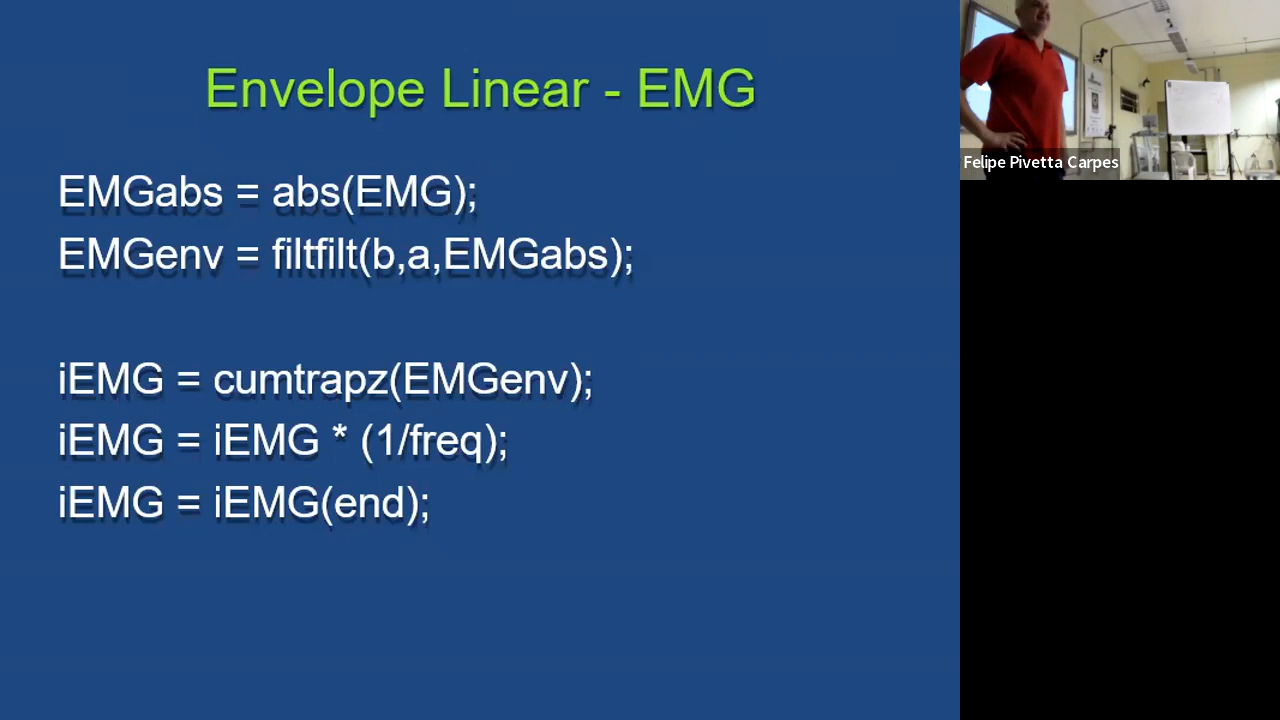 Envelope Linear - EMG
EMGabs = abs(EMG);
EMGenv = filtfilt(b,a,EMGabs);
iEMG = cumtrapz(EMGenv);
iEMG = iEMG * (1/freq);
iEMG = iEMG(end);
Felipe Pivetta Carpes